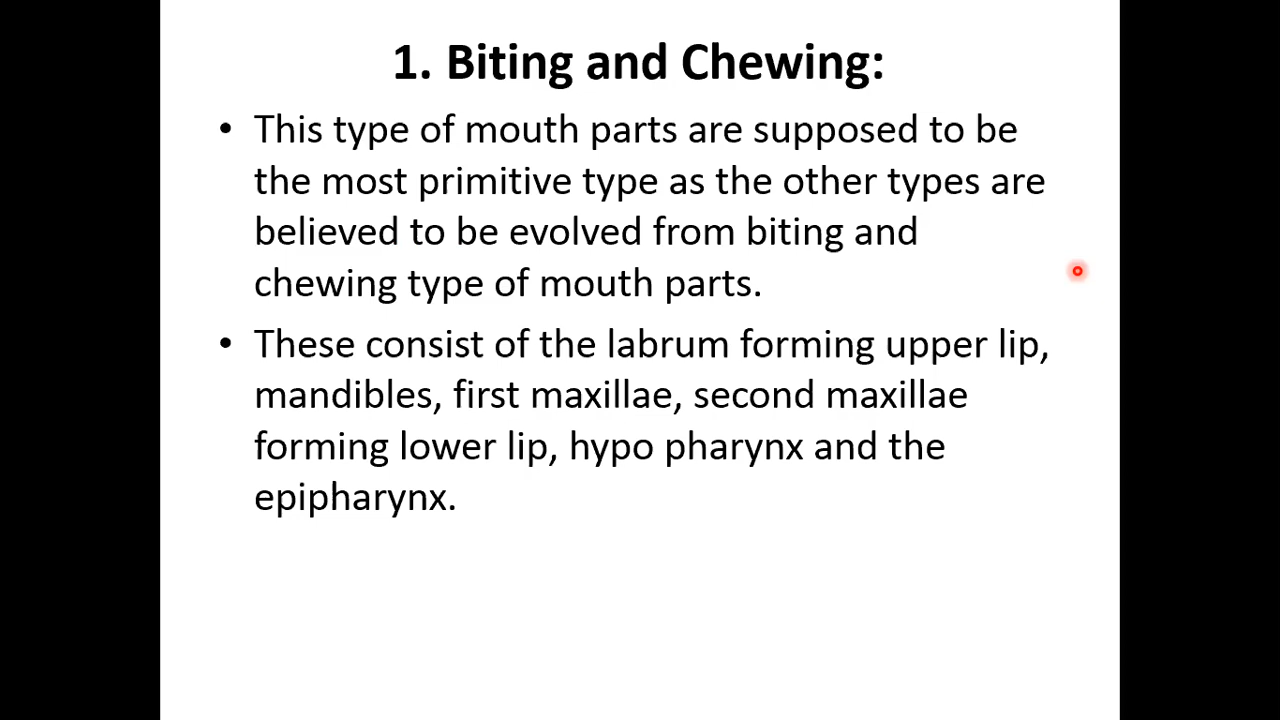 1. Biting and Chewing:
• This type of mouth parts are supposed to be
the most primitive type as the other types are
believed to be evolved from biting and
chewing type of mouth parts.
• These consist of the labrum forming upper lip,
mandibles, first maxillae, second maxillae
forming lower lip, hypo pharynx and the
epipharynx.